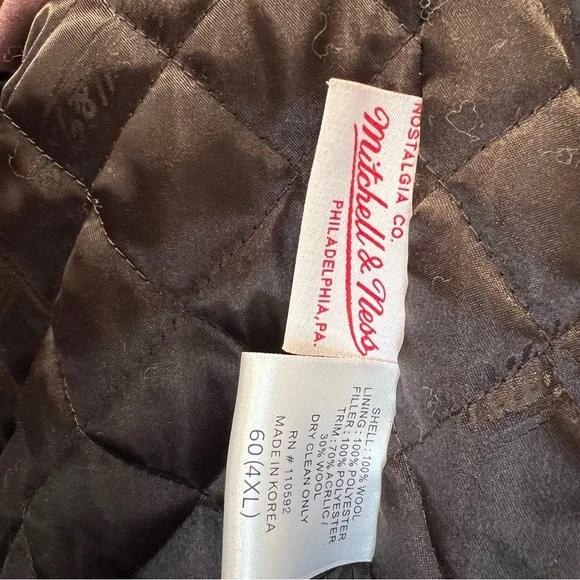 NOSTALGIA CO.
Mitchell & Ness
PHILADELPHIA, PA.
SHELL : 100% WOOL
LINING : 100% POLYESTER
FILLER : 100% POLYESTER
TRIM : 70% ACRILIC /
30% WOOL
DRY CLEAN ONLY
RN # 110592
MADE IN KOREA
60 (4XL)